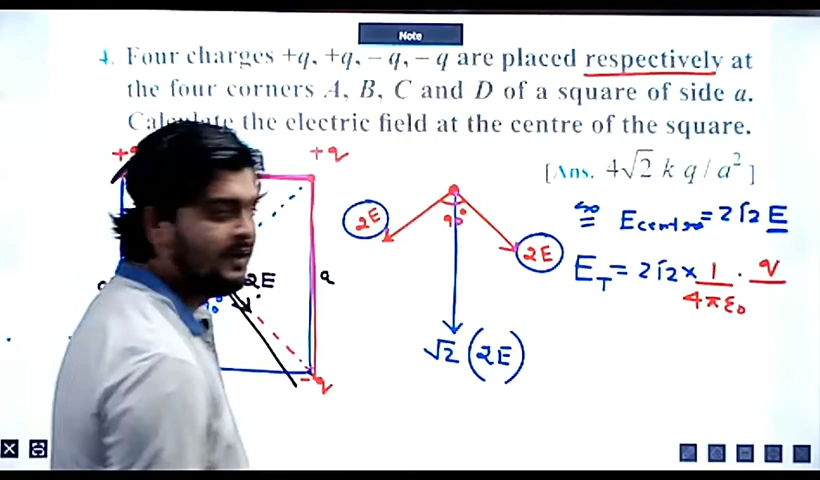 Note
4. Four charges +q, +q, – q, – q are placed respectively at
the four corners A, B, C and D of a square of side a.
Calculate the electric field at the centre of the square.
[Ans. 4√2 k q / a² ]
+q
+q
a
2E
-q
2E
90°
2E
√2 (2E)
⇒ E centre = 2√2 E
E_T = 2√2 × 1/4πε₀ · q